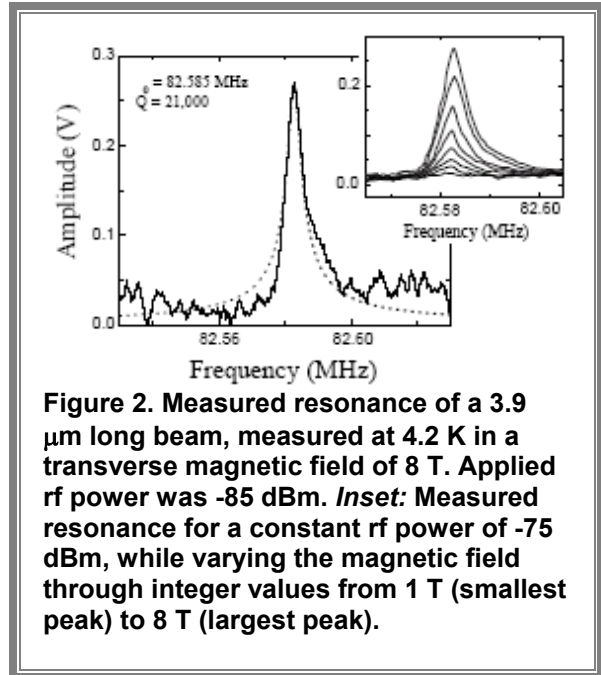 0.3
0.2
0.1
0.0
Amplitude (V)
= 82.585 MHz
Q = 21,000
82.56
82.60
Frequency (MHz)
0.2
0.0
82.58
82.60
Frequency (MHz)
Figure 2. Measured resonance of a 3.9
μm long beam, measured at 4.2 K in a
transverse magnetic field of 8 T. Applied
rf power was -85 dBm. Inset: Measured
resonance for a constant rf power of -75
dBm, while varying the magnetic field
through integer values from 1 T (smallest
peak) to 8 T (largest peak).